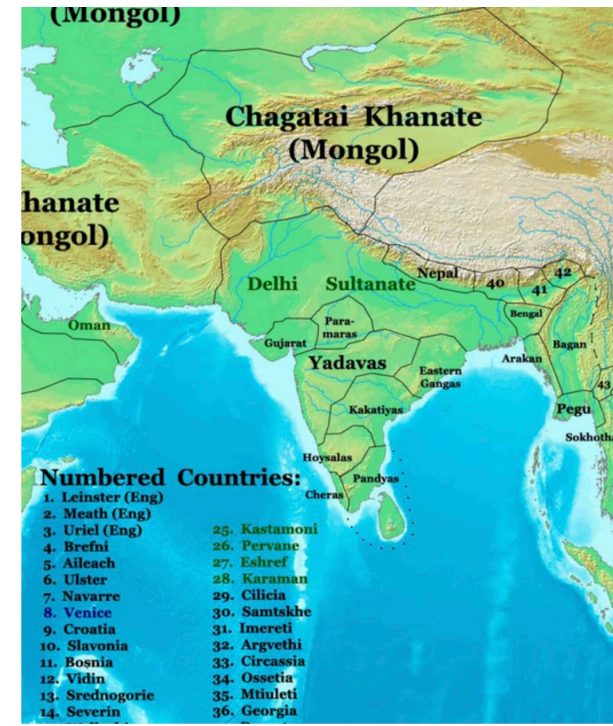 (Mongol)
Chagatai Khanate
(Mongol)
hanate
ongol)
Nepal
40
41
42
Delhi Sultanate
Bengal
Oman
Para-
maras
Gujarat
Bagan
Yadavas
Arakan
Eastern
Gangas
43
Kakatiyas
Pegu
Sokhotha
Hoysalas
Pandyas
Cheras
Numbered Countries:
1. Leinster (Eng)
2. Meath (Eng)
3. Uriel (Eng)
4. Brefni
5. Aileach
6. Ulster
7. Navarre
8. Venice
9. Croatia
10. Slavonia
11. Bosnia
12. Vidin
13. Srednogorie
14. Severin
25. Kastamoni
26. Pervane
27. Eshref
28. Karaman
29. Cilicia
30. Samtskhe
31. Imereti
32. Argvethi
33. Circassia
34. Ossetia
35. Mtiuleti
36. Georgia